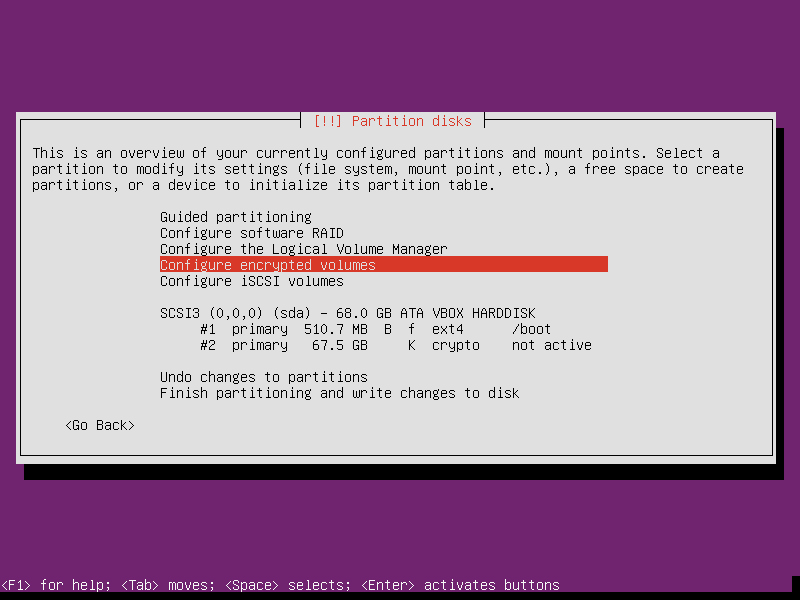 [!!] Partition disks
This is an overview of your currently configured partitions and mount points. Select a
partition to modify its settings (file system, mount point, etc.), a free space to create
partitions, or a device to initialize its partition table.
Guided partitioning
Configure software RAID
Configure the Logical Volume Manager
Configure encrypted volumes
Configure iSCSI volumes
SCSI3 (0,0,0) (sda) - 68.0 GB ATA VBOX HARDDISK
#1 primary 510.7 MB B f ext4 /boot
#2 primary 67.5 GB K crypto not active
Undo changes to partitions
Finish partitioning and write changes to disk
<Go Back>
<F1> for help; <Tab> moves; <Space> selects; <Enter> activates buttons